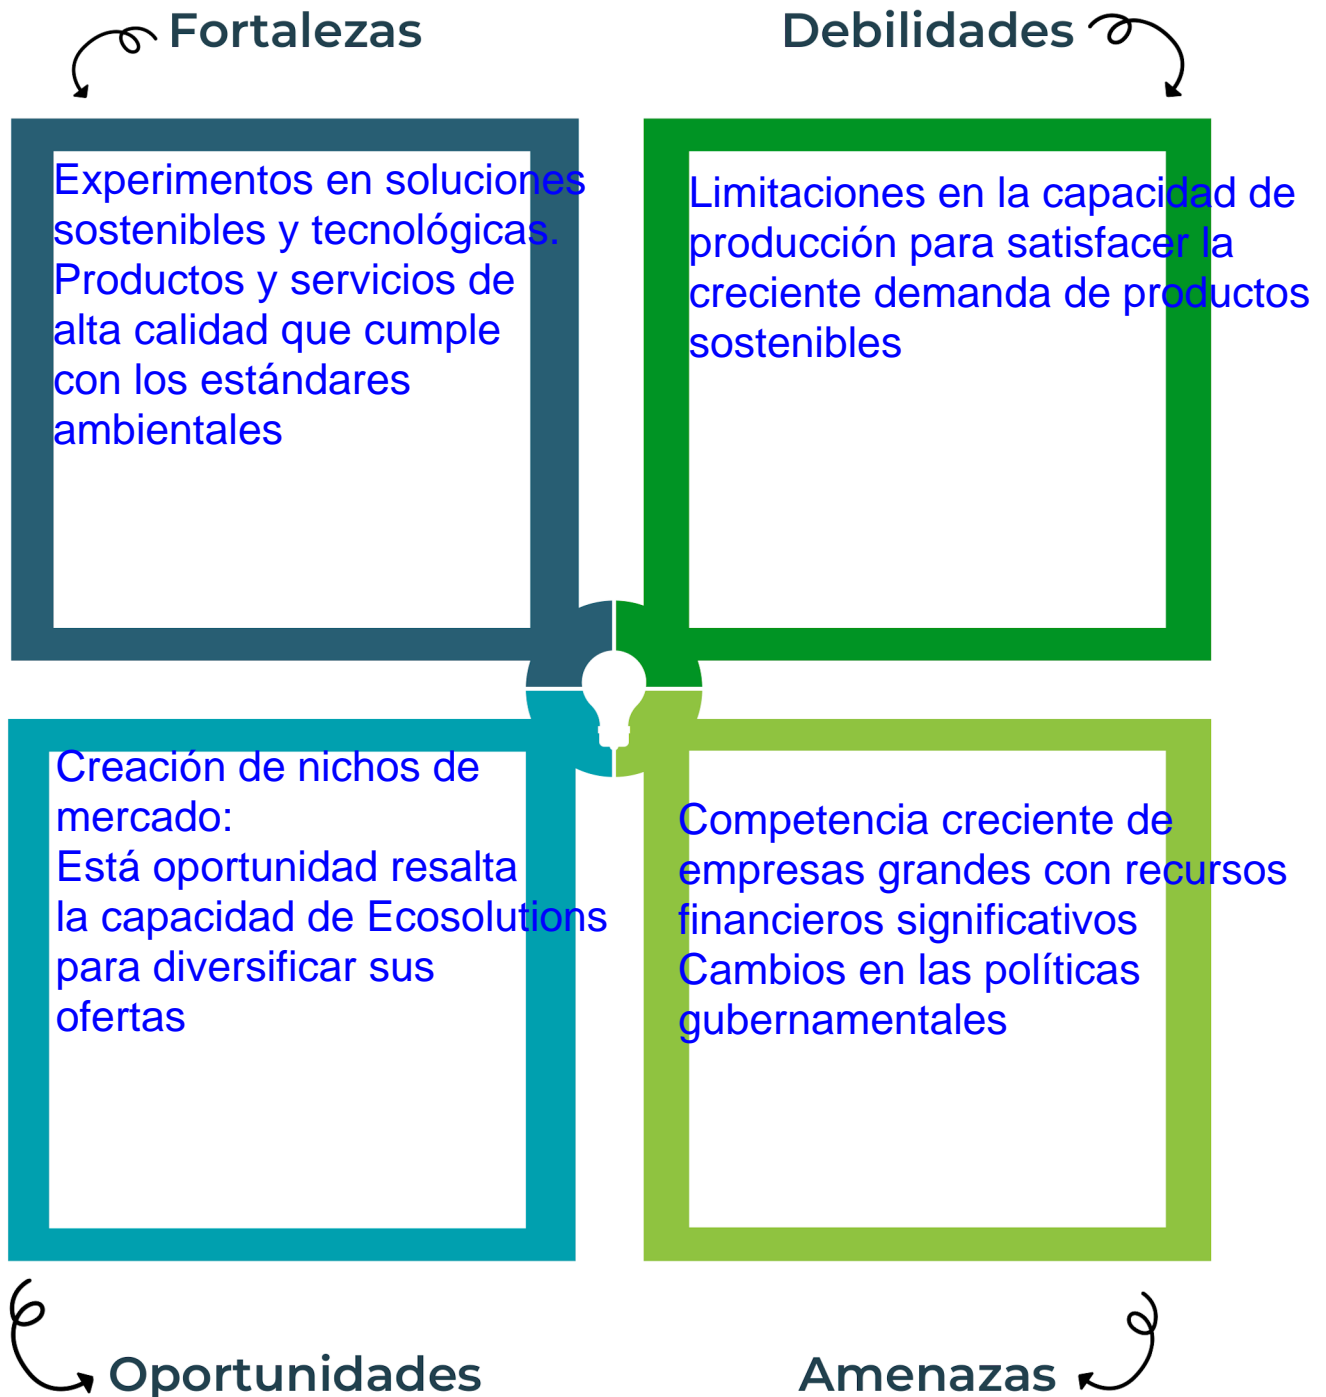 Fortalezas
Debilidades
Experimentos en soluciones
sostenibles y tecnológicas.
Productos y servicios de
alta calidad que cumple
con los estándares
ambientales
Limitaciones en la capacidad de
producción para satisfacer la
creciente demanda de productos
sostenibles
Creación de nichos de
mercado:
Está oportunidad resalta
la capacidad de Ecosolutions
para diversificar sus
ofertas
Competencia creciente de
empresas grandes con recursos
financieros significativos
Cambios en las políticas
gubernamentales
Oportunidades
Amenazas